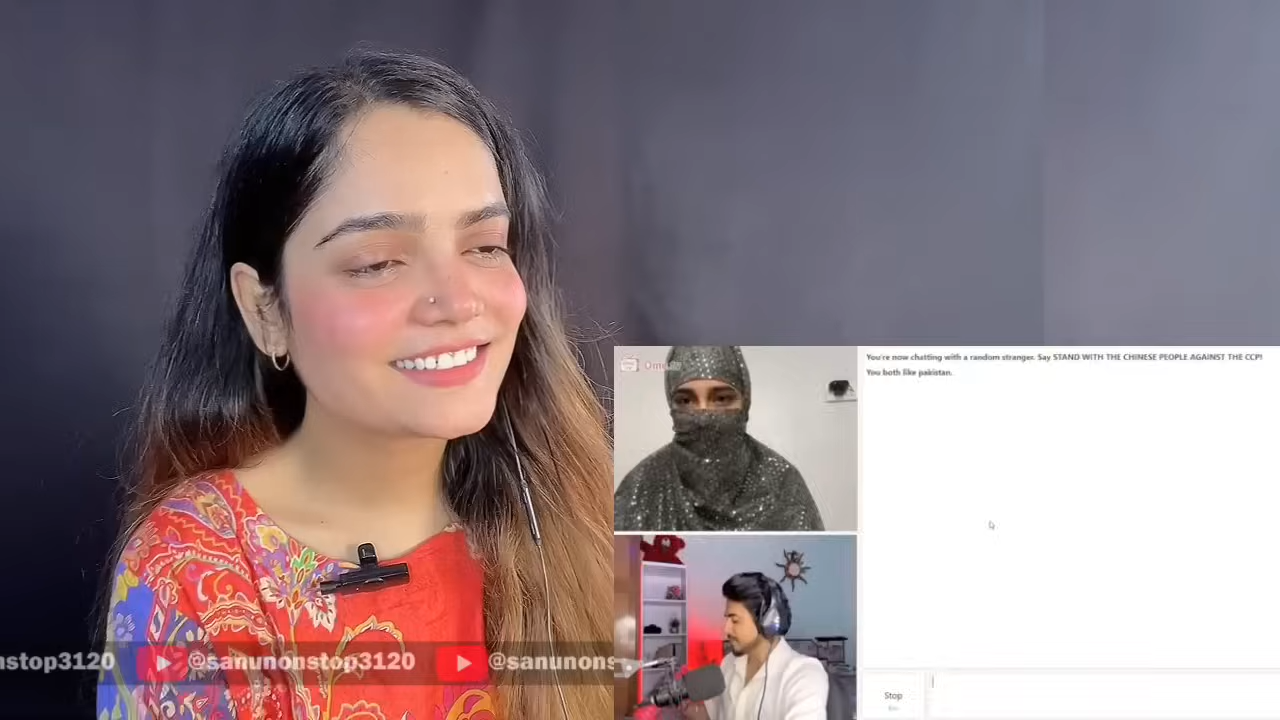 You're now chatting with a random stranger. Say STAND WITH THE CHINESE PEOPLE AGAINST THE CCP!
You both like pakistan.
Stop
nstop3120 @sanunonstop3120 @sanunons